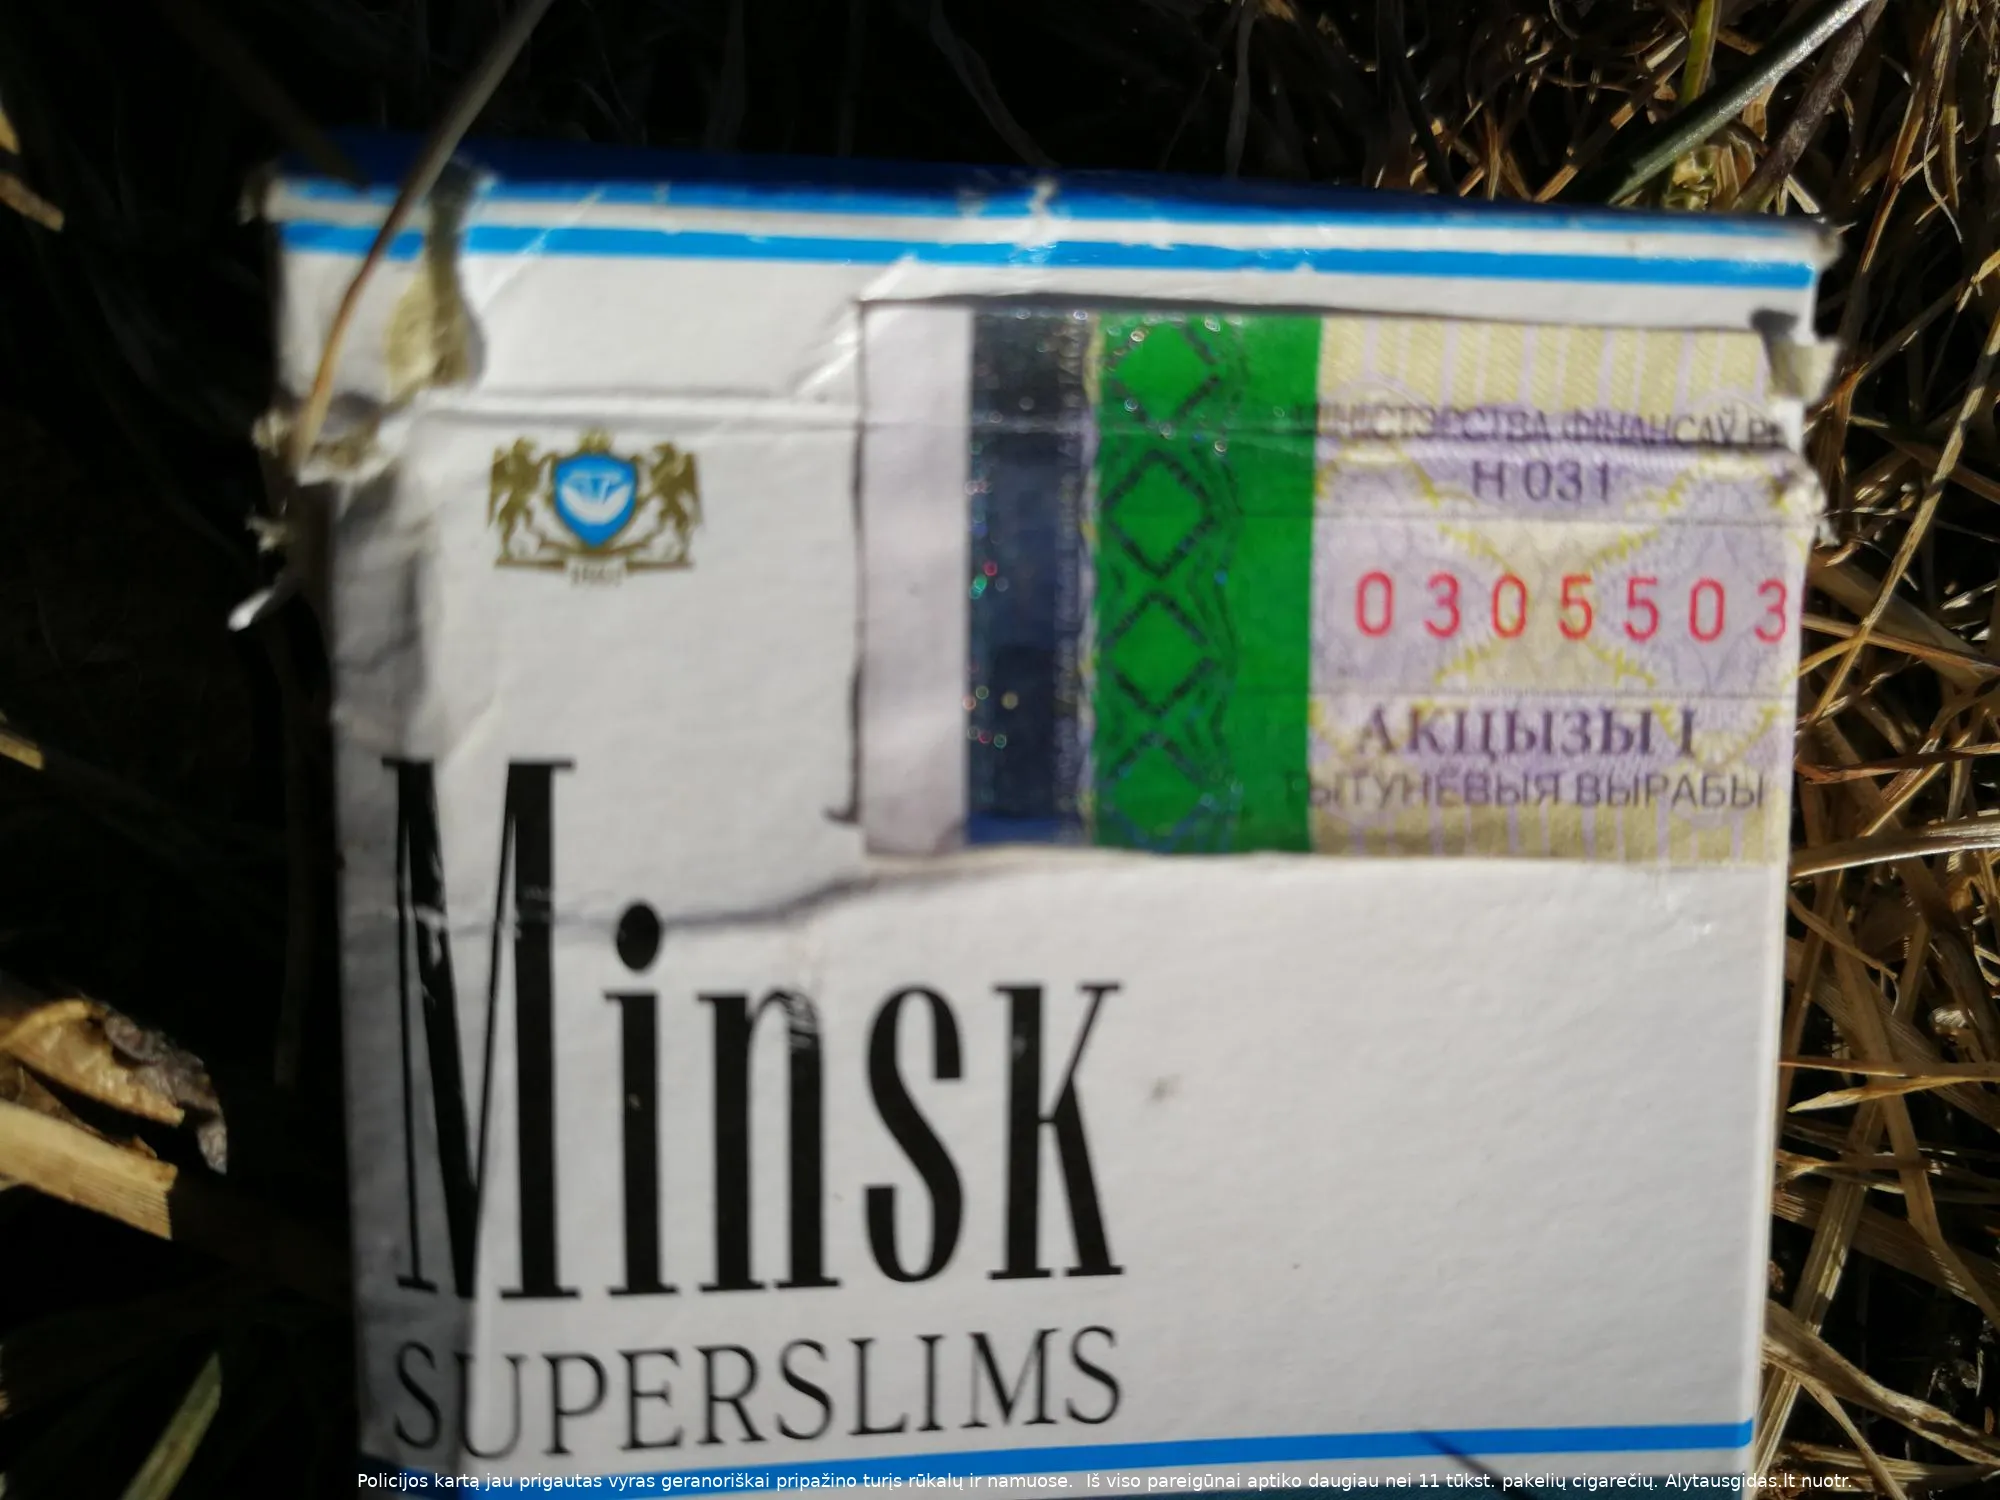 МІНІСТЭРСТВА ФІНАНСАЎ РБ
Н 031
0305503
АКЦЫЗЫ І
ТЫТУНЁВЫЯ ВЫРАБЫ
Minsk
SUPERSLIMS
Policijos kartą jau prigautas vyras geranoriškai pripažino turįs rūkalų ir namuose. Iš viso pareigūnai aptiko daugiau nei 11 tūkst. pakelių cigarečių. Alytausgidas.lt nuotr.